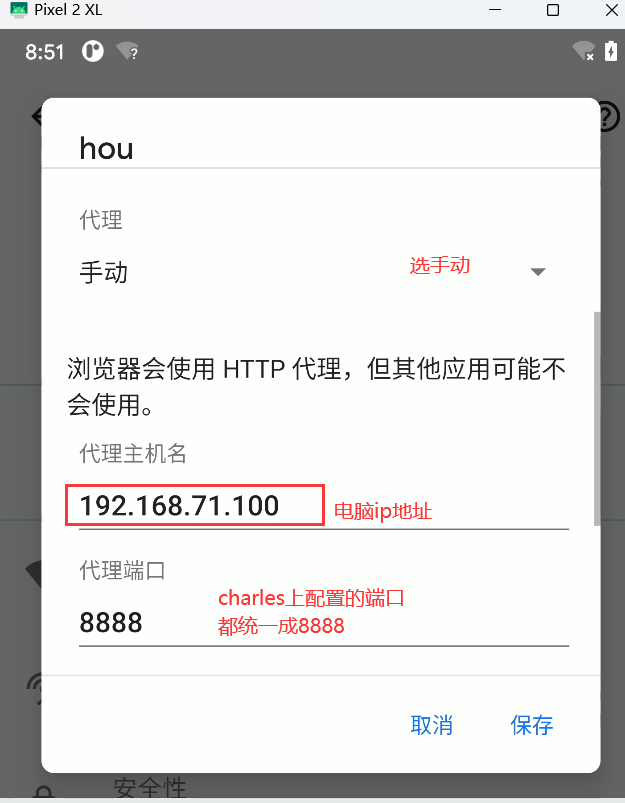 Pixel 2 XL
8:51
hou
代理
手动
选手动
浏览器会使用 HTTP 代理，但其他应用可能不
会使用。
代理主机名
192.168.71.100
电脑ip地址
代理端口
charles上配置的端口
8888
都统一成8888
取消
保存
安全性